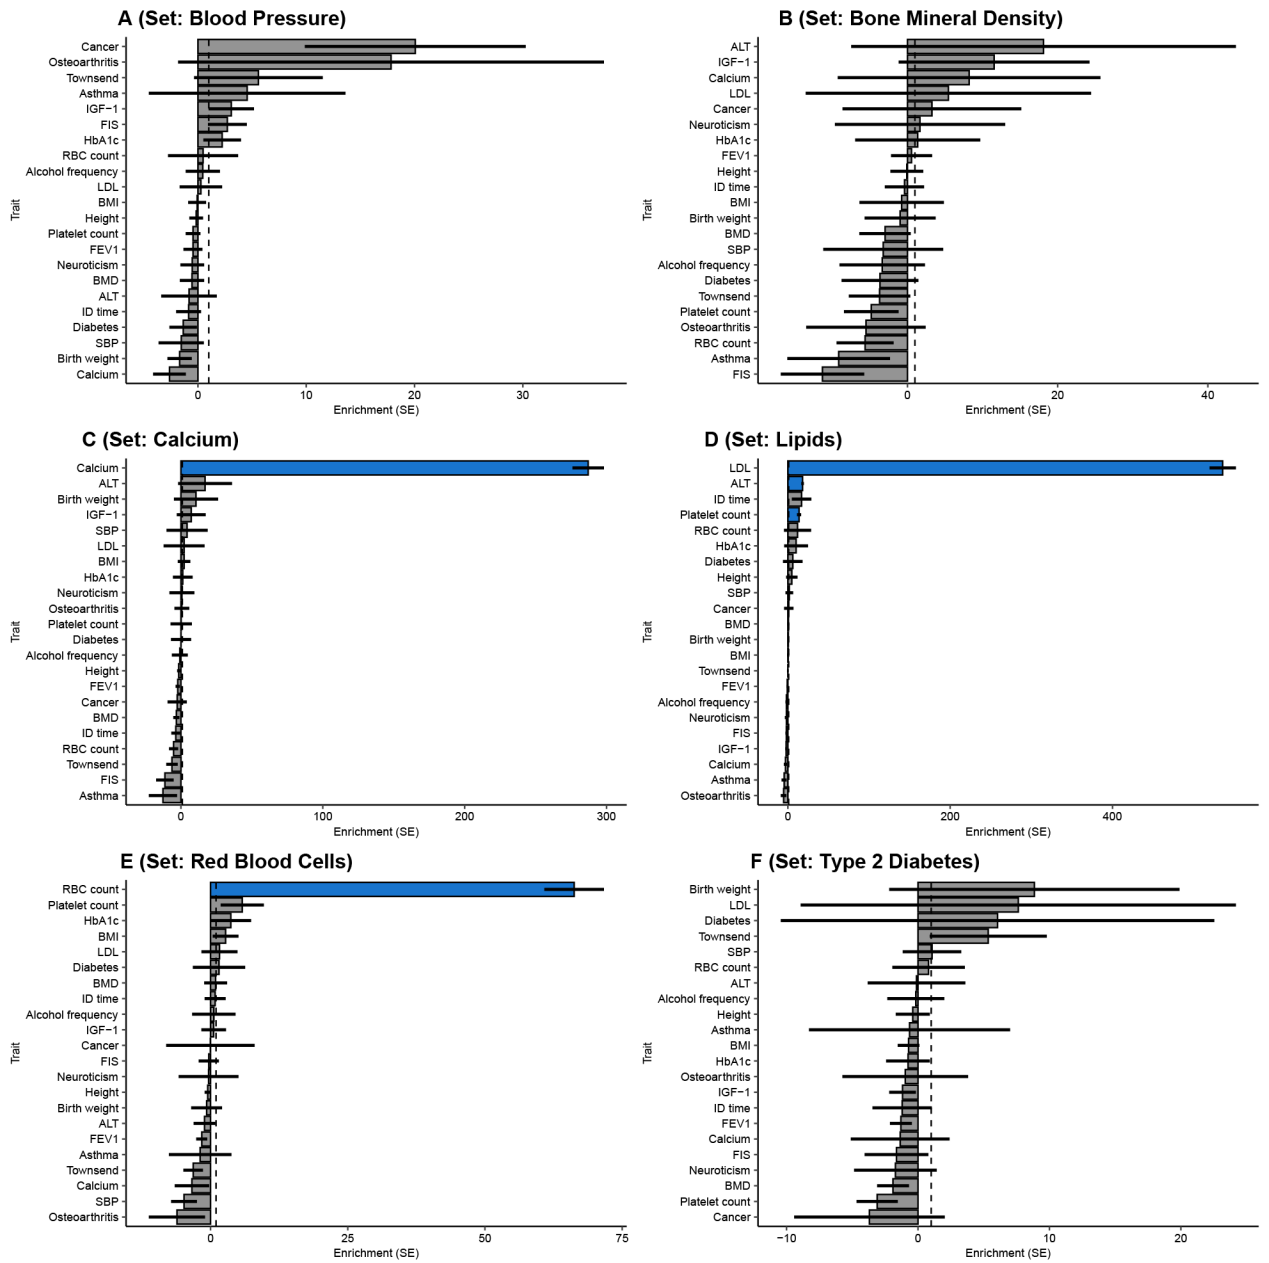 A (Set: Blood Pressure)
Trait
Cancer
Osteoarthritis
Townsend
Asthma
IGF−1
FIS
HbA1c
RBC count
Alcohol frequency
LDL
BMI
Height
Platelet count
FEV1
Neuroticism
BMD
ALT
ID time
Diabetes
SBP
Birth weight
Calcium
0 10 20 30
Enrichment (SE)
B (Set: Bone Mineral Density)
Trait
ALT
IGF−1
Calcium
LDL
Cancer
Neuroticism
HbA1c
FEV1
Height
ID time
BMI
Birth weight
BMD
SBP
Alcohol frequency
Diabetes
Townsend
Platelet count
Osteoarthritis
RBC count
Asthma
FIS
0 20 40
Enrichment (SE)
C (Set: Calcium)
Trait
Calcium
ALT
Birth weight
IGF−1
SBP
LDL
BMI
HbA1c
Neuroticism
Osteoarthritis
Platelet count
Diabetes
Alcohol frequency
Height
FEV1
Cancer
BMD
ID time
RBC count
Townsend
FIS
Asthma
0 100 200 300
Enrichment (SE)
D (Set: Lipids)
Trait
LDL
ALT
ID time
Platelet count
RBC count
HbA1c
Diabetes
Height
SBP
Cancer
BMD
Birth weight
BMI
Townsend
FEV1
Alcohol frequency
Neuroticism
FIS
IGF−1
Calcium
Asthma
Osteoarthritis
0 200 400
Enrichment (SE)
E (Set: Red Blood Cells)
Trait
RBC count
Platelet count
HbA1c
BMI
LDL
Diabetes
BMD
ID time
Alcohol frequency
IGF−1
Cancer
FIS
Neuroticism
Height
Birth weight
ALT
FEV1
Asthma
Townsend
Calcium
SBP
Osteoarthritis
0 25 50 75
Enrichment (SE)
F (Set: Type 2 Diabetes)
Trait
Birth weight
LDL
Diabetes
Townsend
SBP
RBC count
ALT
Alcohol frequency
Height
Asthma
BMI
HbA1c
Osteoarthritis
IGF−1
ID time
FEV1
Calcium
FIS
Neuroticism
BMD
Platelet count
Cancer
−10 0 10 20
Enrichment (SE)